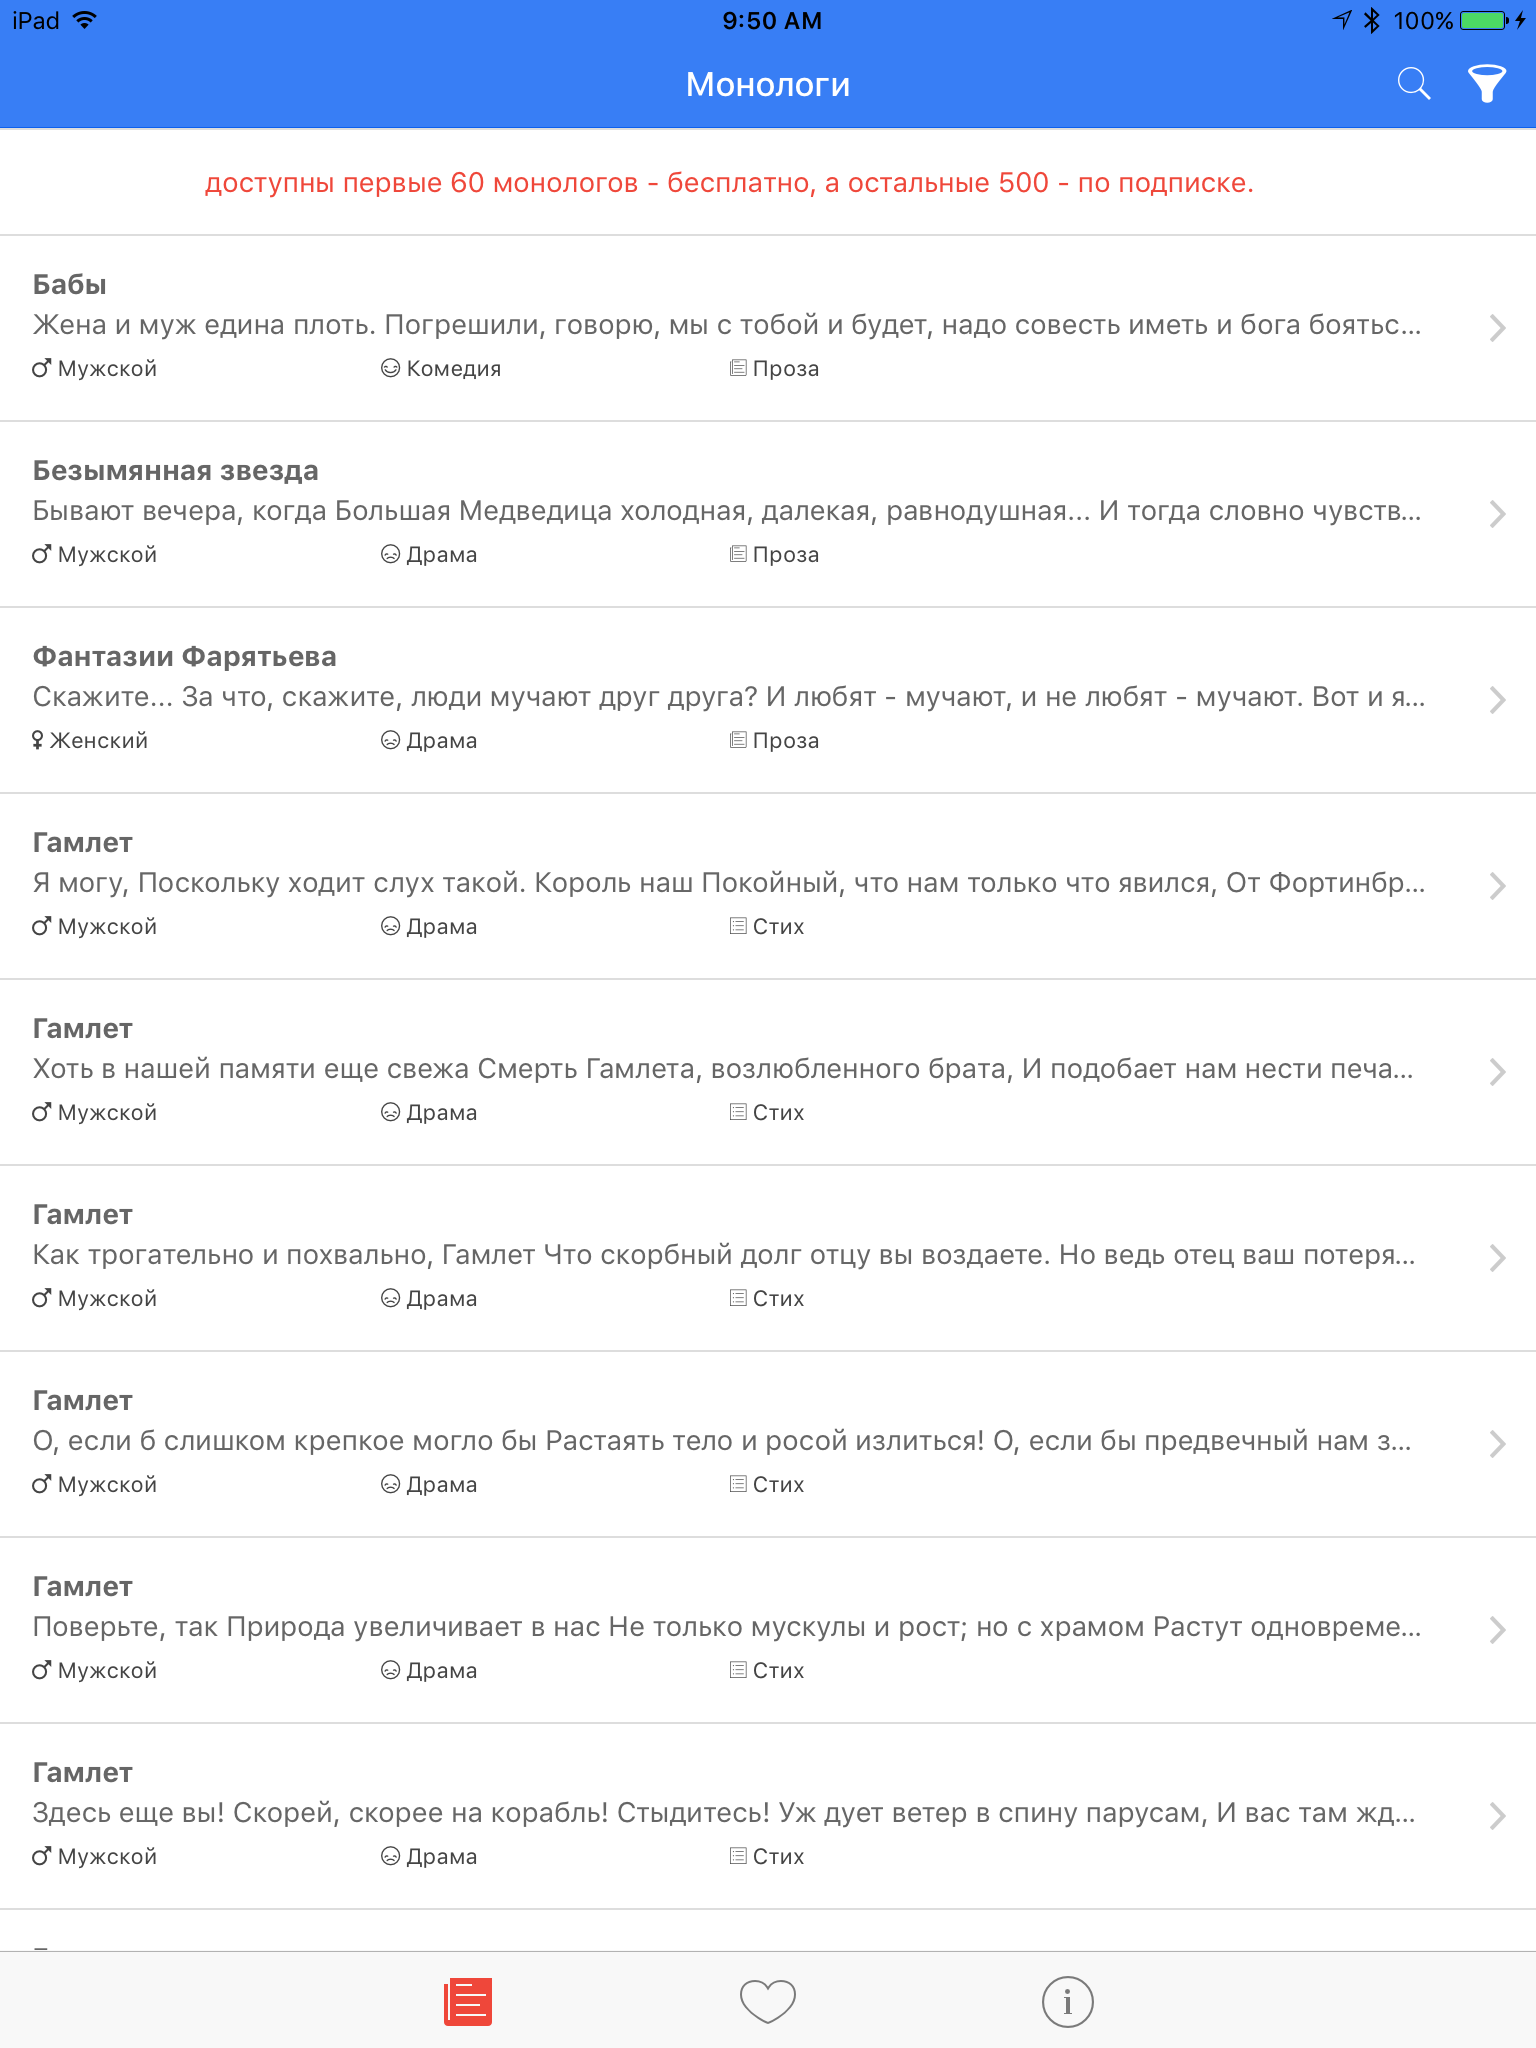 iPad 9:50 AM 100%
Монологи
доступны первые 60 монологов - бесплатно, а остальные 500 - по подписке.
Бабы
Жена и муж едина плоть. Погрешили, говорю, мы с тобой и будет, надо совесть иметь и бога боятьс...
Мужской Комедия Проза
Безымянная звезда
Бывают вечера, когда Большая Медведица холодная, далекая, равнодушная... И тогда словно чувств...
Мужской Драма Проза
Фантазии Фарятьева
Скажите... За что, скажите, люди мучают друг друга? И любят - мучают, и не любят - мучают. Вот и я...
Женский Драма Проза
Гамлет
Я могу, Поскольку ходит слух такой. Король наш Покойный, что нам только что явился, От Фортинбр...
Мужской Драма Стих
Гамлет
Хоть в нашей памяти еще свежа Смерть Гамлета, возлюбленного брата, И подобает нам нести печа...
Мужской Драма Стих
Гамлет
Как трогательно и похвально, Гамлет Что скорбный долг отцу вы воздаете. Но ведь отец ваш потеря...
Мужской Драма Стих
Гамлет
О, если б слишком крепкое могло бы Растаять тело и росой излиться! О, если бы предвечный нам з...
Мужской Драма Стих
Гамлет
Поверьте, так Природа увеличивает в нас Не только мускулы и рост; но с храмом Растут одновреме...
Мужской Драма Стих
Гамлет
Здесь еще вы! Скорей, скорее на корабль! Стыдитесь! Уж дует ветер в спину парусам, И вас там жд...
Мужской Драма Стих